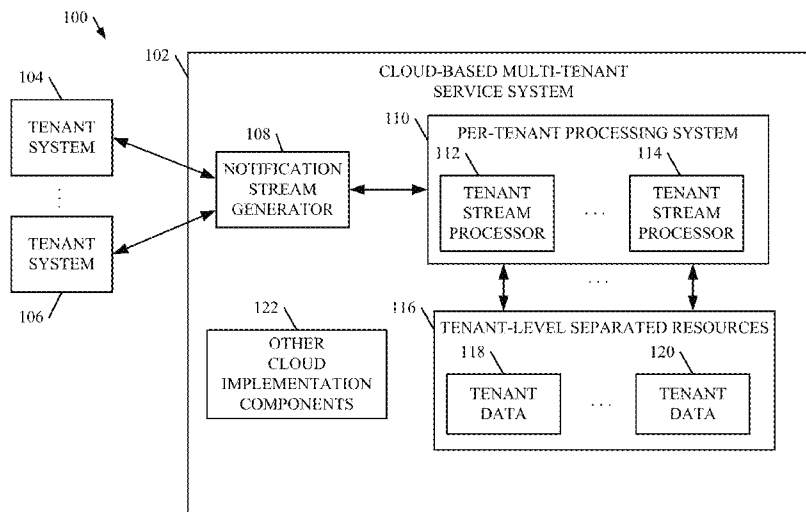 100
102
CLOUD-BASED MULTI-TENANT
SERVICE SYSTEM
104
TENANT
SYSTEM
108
NOTIFICATION
STREAM
GENERATOR
110
PER-TENANT PROCESSING SYSTEM
112
TENANT
STREAM
PROCESSOR
. . .
114
TENANT
STREAM
PROCESSOR
TENANT
SYSTEM
106
. . .
122
OTHER
CLOUD
IMPLEMENTATION
COMPONENTS
116
TENANT-LEVEL SEPARATED RESOURCES
118
TENANT
DATA
. . .
120
TENANT
DATA